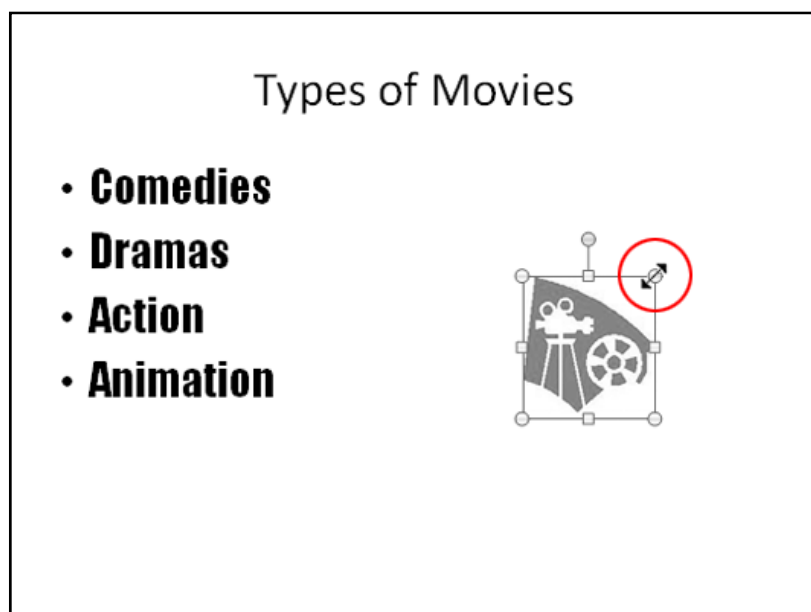 Types of Movies
• Comedies
• Dramas
• Action
• Animation